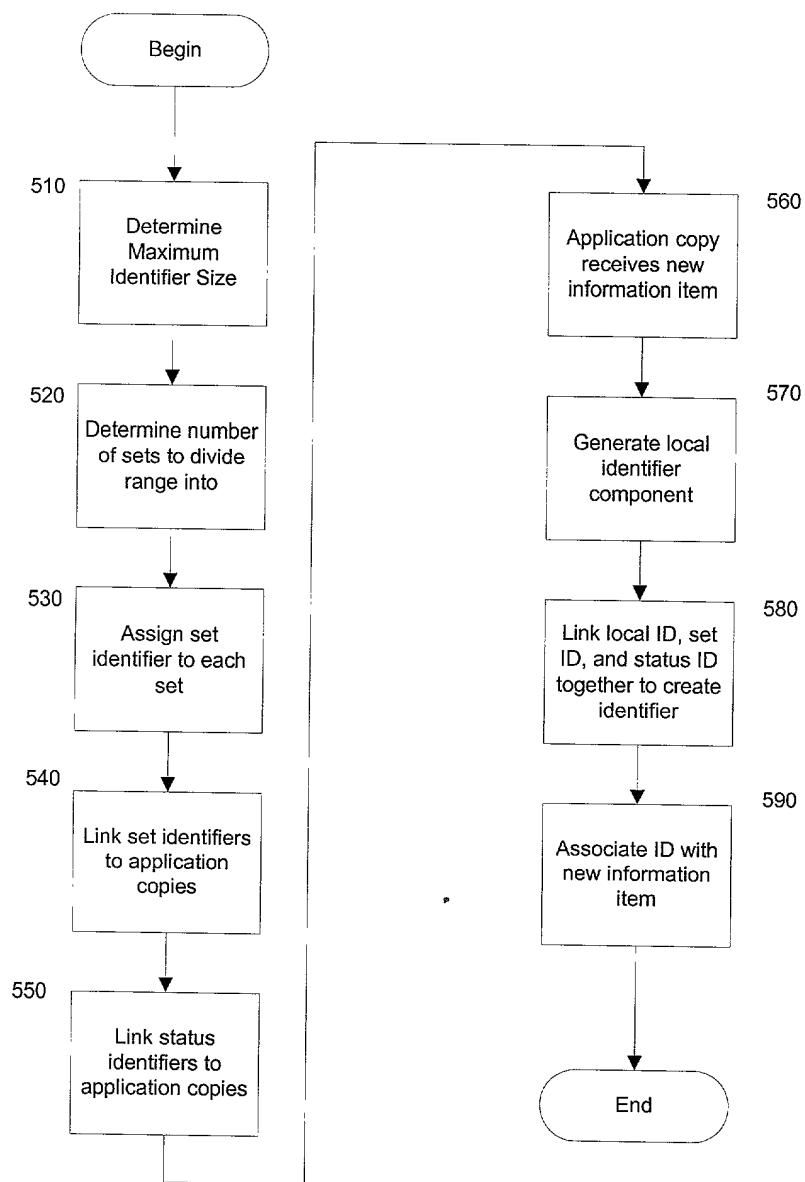 Begin
510
Determine
Maximum
Identifier Size
520
Determine number
of sets to divide
range into
530
Assign set
identifier to each
set
540
Link set identifiers
to application
copies
550
Link status
identifiers to
application copies
560
Application copy
receives new
information item
570
Generate local
identifier
component
580
Link local ID, set
ID, and status ID
together to create
identifier
590
Associate ID with
new information
item
End